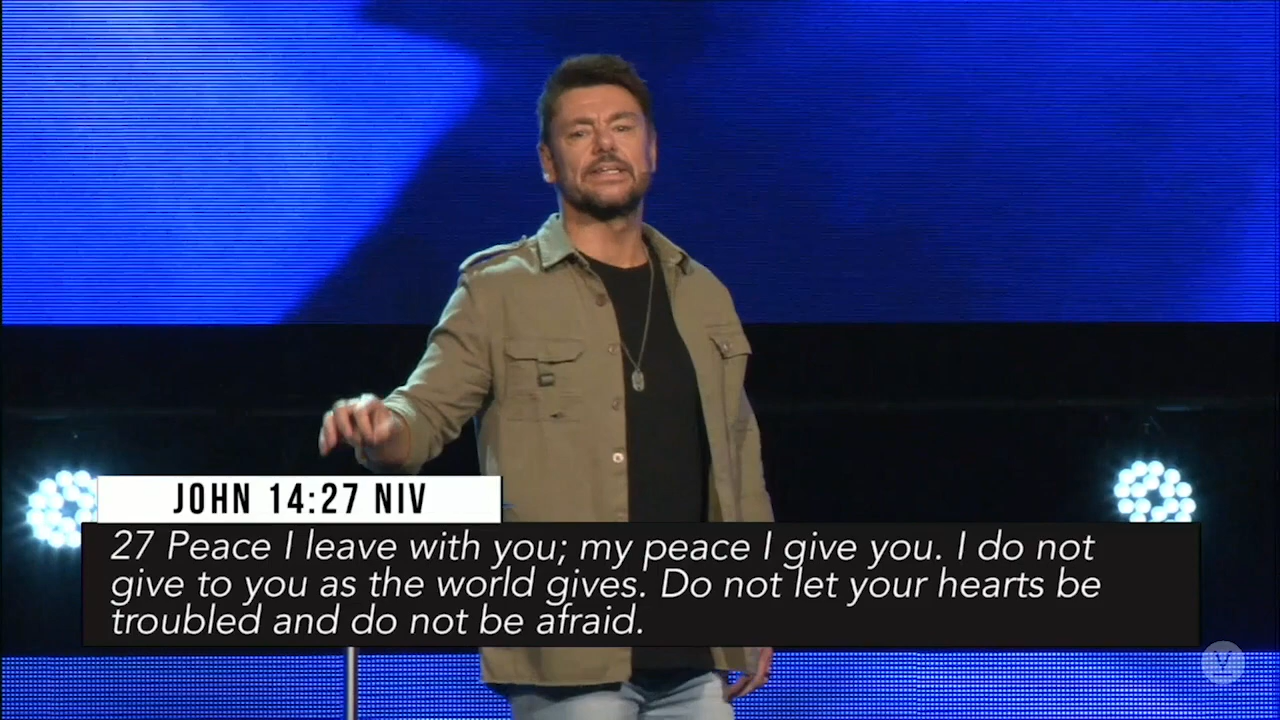 JOHN 14:27 NIV
27 Peace I leave with you; my peace I give you. I do not
give to you as the world gives. Do not let your hearts be
troubled and do not be afraid.
V